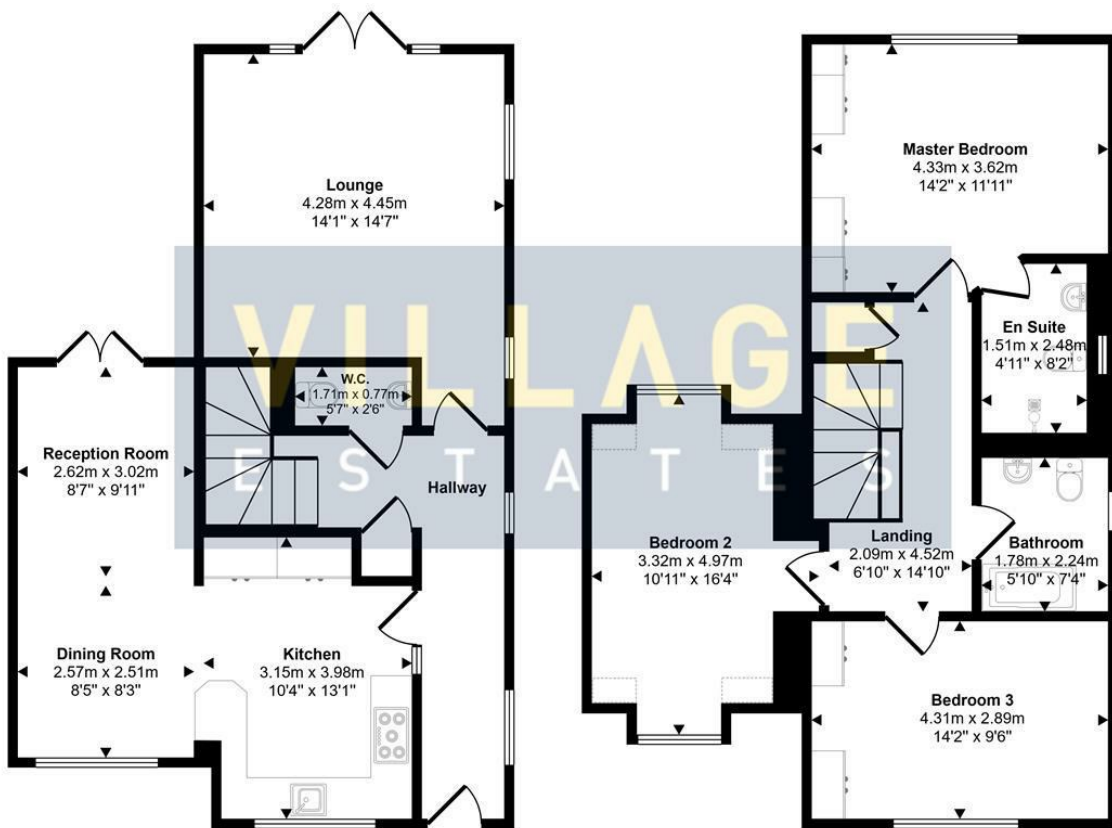 Lounge
4.28m x 4.45m
14'1" x 14'7"
W.C.
1.71m x 0.77m
5'7" x 2'6"
Reception Room
2.62m x 3.02m
8'7" x 9'11"
Hallway
Dining Room
2.57m x 2.51m
8'5" x 8'3"
Kitchen
3.15m x 3.98m
10'4" x 13'1"
Master Bedroom
4.33m x 3.62m
14'2" x 11'11"
En Suite
1.51m x 2.48m
4'11" x 8'2"
Bedroom 2
3.32m x 4.97m
10'11" x 16'4"
Landing
2.09m x 4.52m
6'10" x 14'10"
Bathroom
1.78m x 2.24m
5'10" x 7'4"
Bedroom 3
4.31m x 2.89m
14'2" x 9'6"
VILLAGE
ESTATES